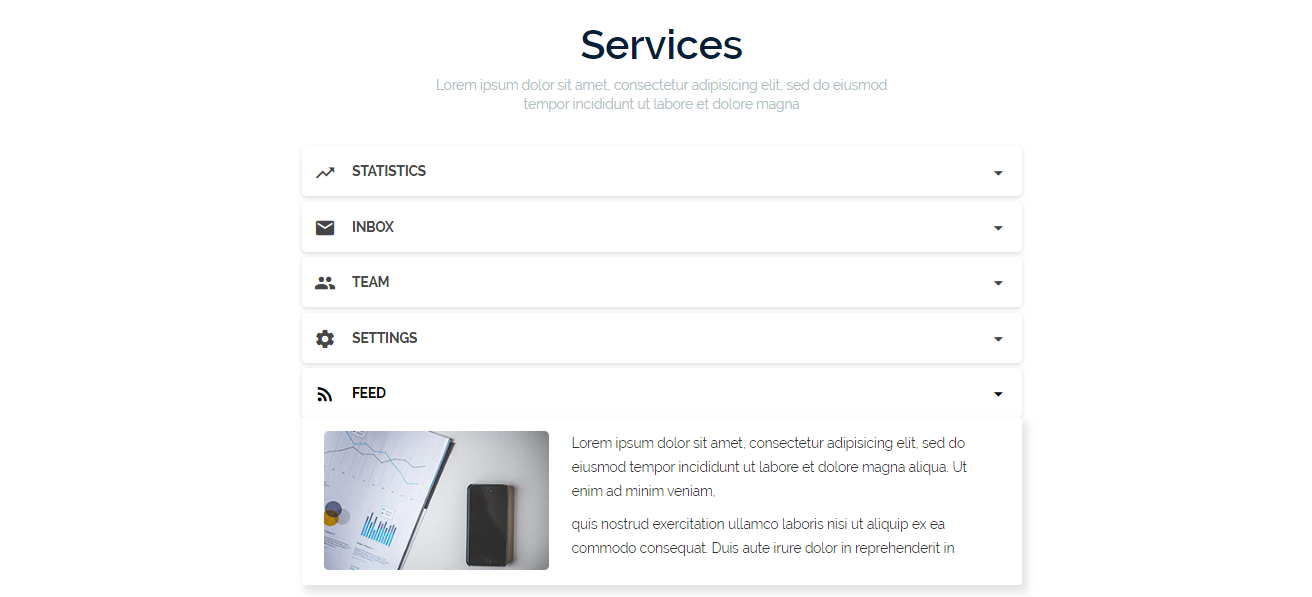 Services
Lorem ipsum dolor sit amet, consectetur adipisicing elit, sed do eiusmod
tempor incididunt ut labore et dolore magna
STATISTICS
INBOX
TEAM
SETTINGS
FEED
Lorem ipsum dolor sit amet, consectetur adipisicing elit, sed do
eiusmod tempor incididunt ut labore et dolore magna aliqua. Ut
enim ad minim veniam,
quis nostrud exercitation ullamco laboris nisi ut aliquip ex ea
commodo consequat. Duis aute irure dolor in reprehenderit in